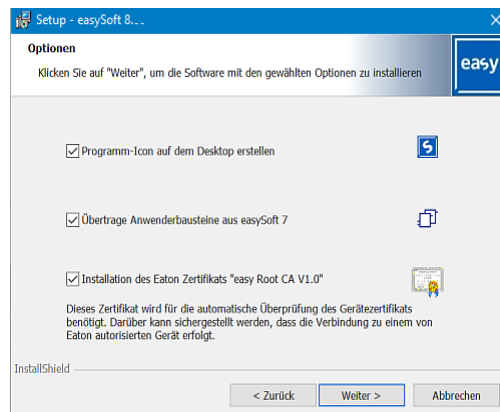 Setup - easySoft 8...
Optionen
Klicken Sie auf "Weiter", um die Software mit den gewählten Optionen zu installieren
easy
Programm-Icon auf dem Desktop erstellen
S
Übertrage Anwenderbausteine aus easySoft 7
Installation des Eaton Zertifikats "easy Root CA V1.0"
Dieses Zertifikat wird für die automatische Überprüfung des Gerätezertifikats
benötigt. Darüber kann sichergestellt werden, dass die Verbindung zu einem von
Eaton autorisierten Gerät erfolgt.
InstallShield
< Zurück
Weiter >
Abbrechen